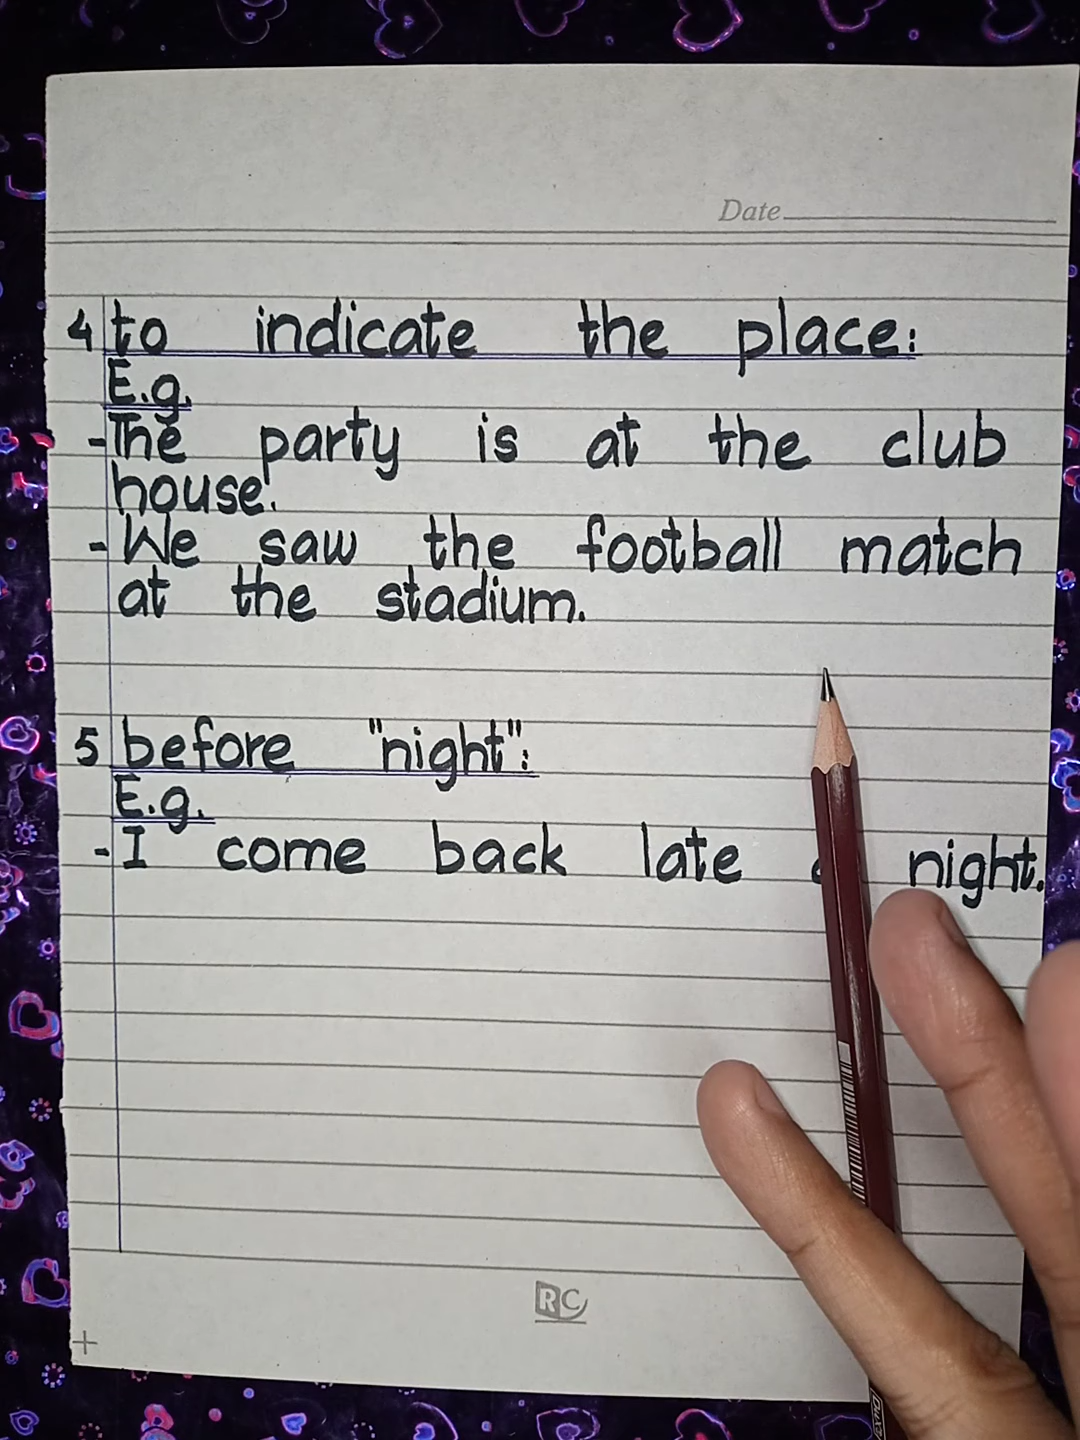 Date
4 to indicate the place:
E.g.
-The party is at the club
house.
-We saw the football match
at the stadium.
5 before "night":
E.g.
-I come back late night.
RC